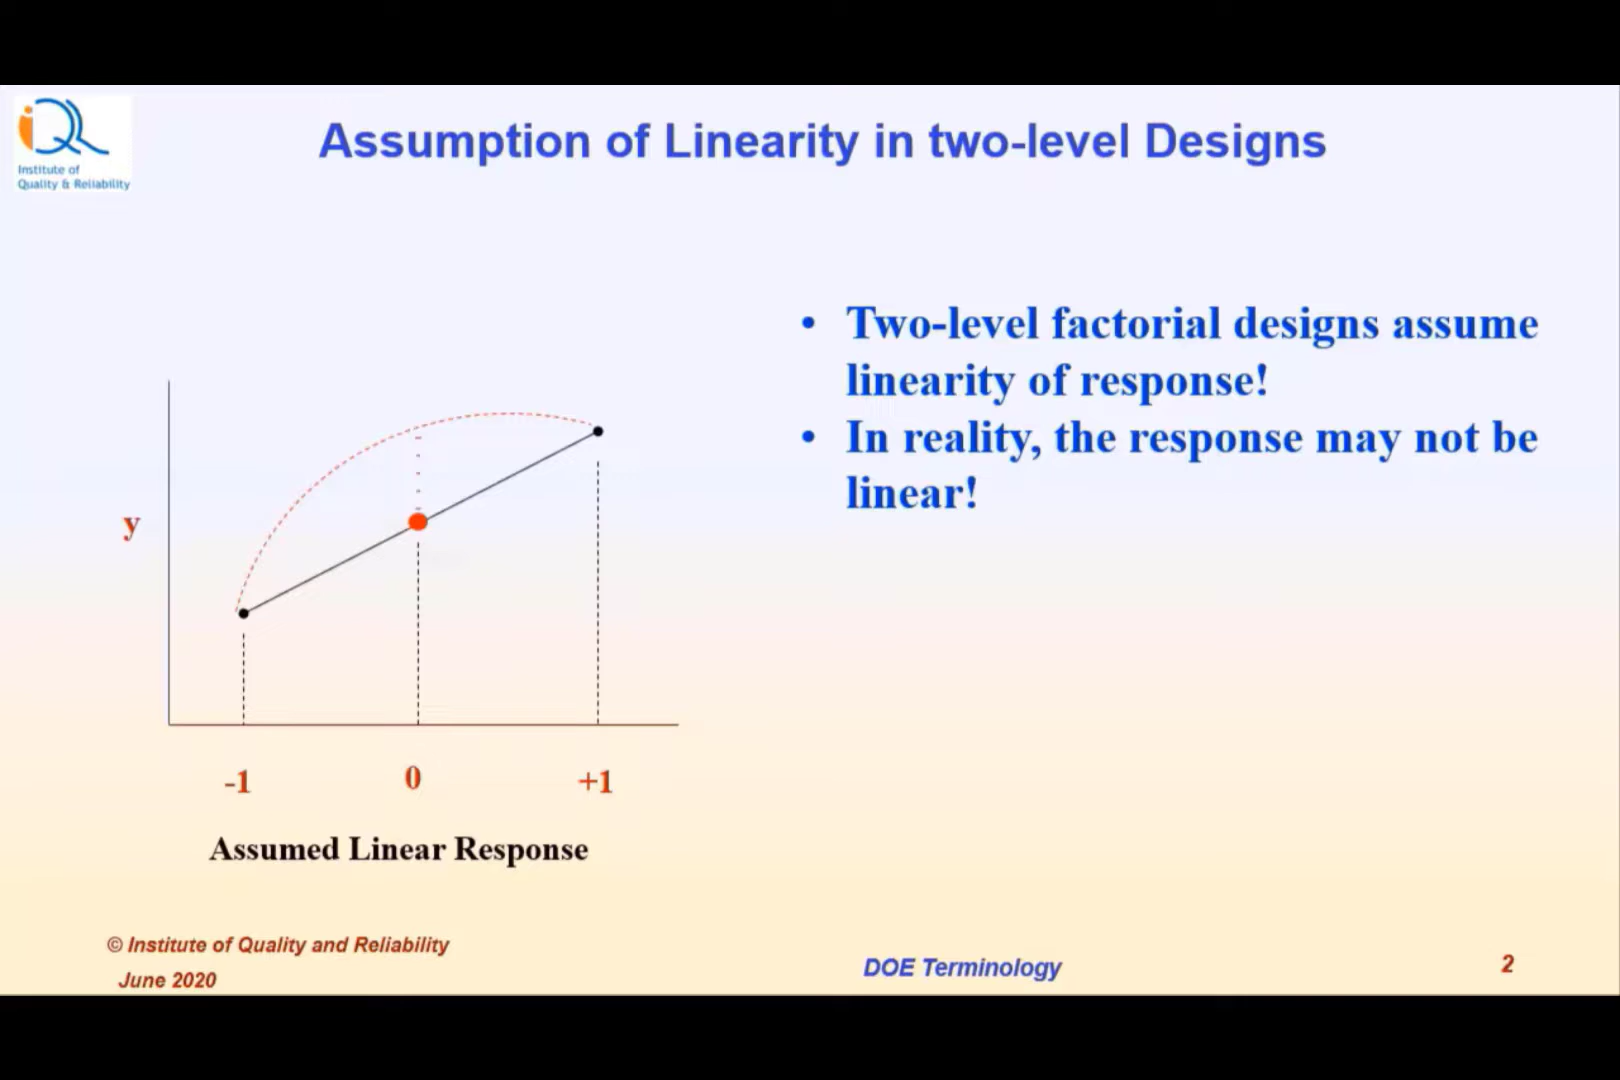 iQL
Institute of
Quality & Reliability
Assumption of Linearity in two-level Designs
• Two-level factorial designs assume
linearity of response!
• In reality, the response may not be
linear!
y
-1 0 +1
Assumed Linear Response
© Institute of Quality and Reliability
June 2020
DOE Terminology
2